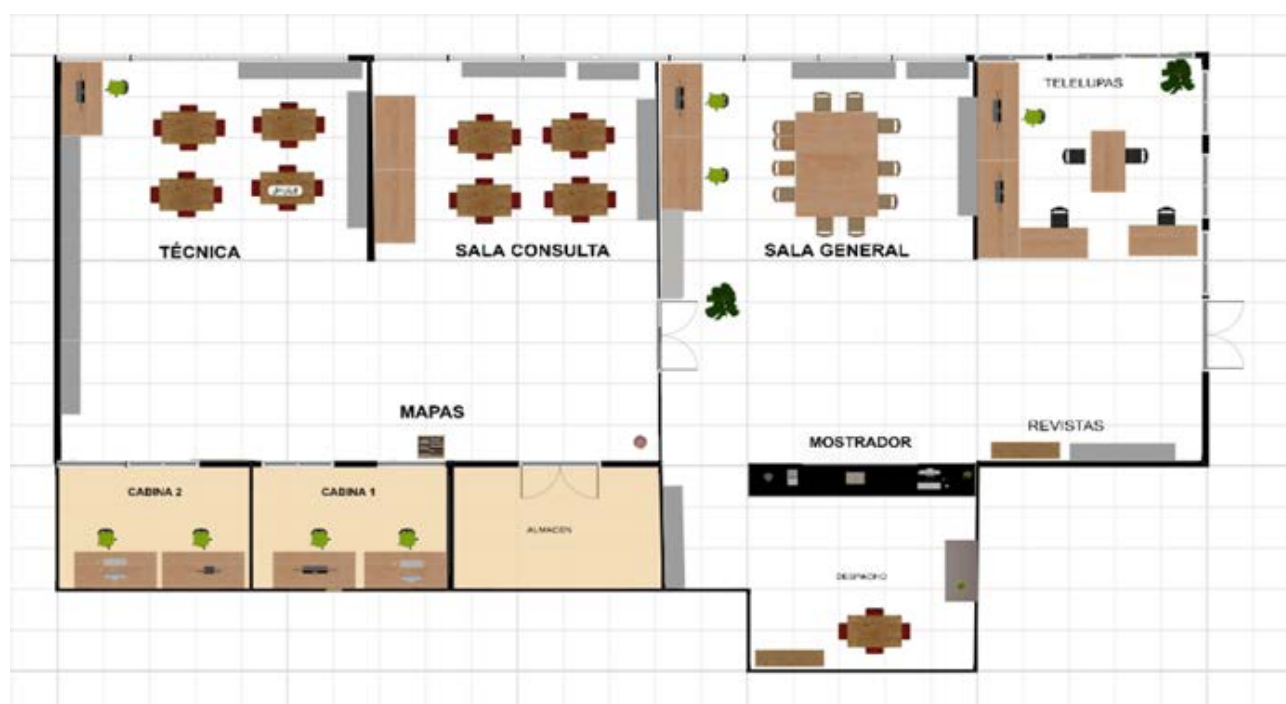 TELELUPAS
TÉCNICA
SALA CONSULTA
SALA GENERAL
MAPAS
REVISTAS
MOSTRADOR
CABINA 2
CABINA 1
ALMACEN
DESPACHO